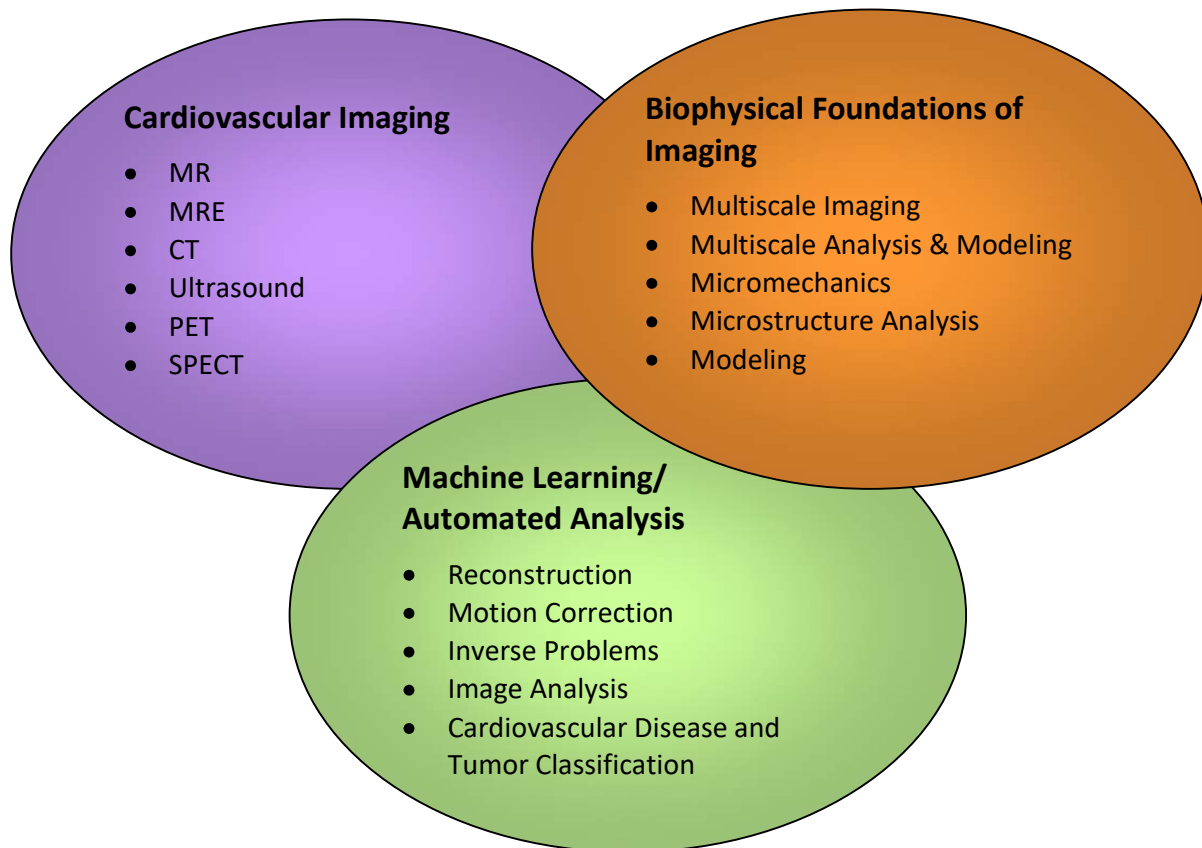 Cardiovascular Imaging
• MR
• MRE
• CT
• Ultrasound
• PET
• SPECT
Biophysical Foundations of
Imaging
• Multiscale Imaging
• Multiscale Analysis & Modeling
• Micromechanics
• Microstructure Analysis
• Modeling
Machine Learning/
Automated Analysis
• Reconstruction
• Motion Correction
• Inverse Problems
• Image Analysis
• Cardiovascular Disease and
Tumor Classification